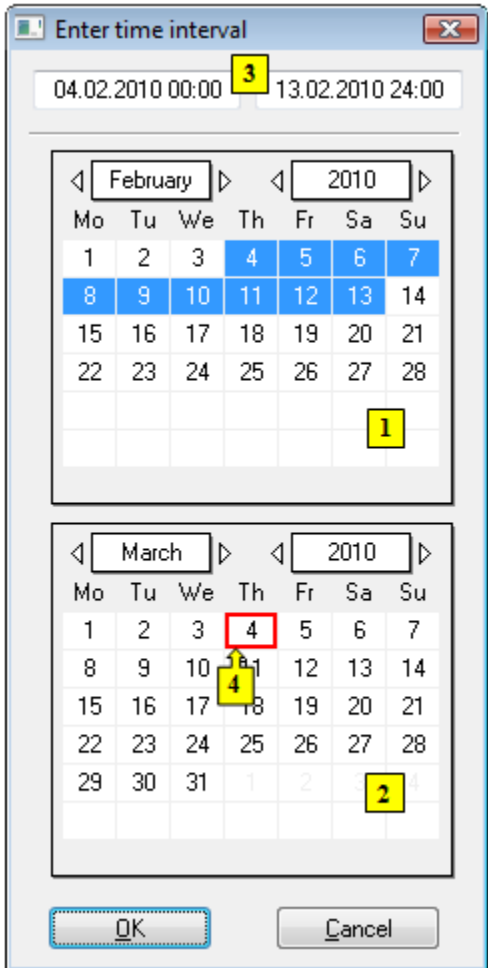 Enter time interval
3
04.02.2010 00:00 13.02.2010 24:00
February 2010
Mo Tu We Th Fr Sa Su
1 2 3 4 5 6 7
8 9 10 11 12 13 14
15 16 17 18 19 20 21
22 23 24 25 26 27 28
1
March 2010
Mo Tu We Th Fr Sa Su
1 2 3 4 5 6 7
8 9 10 11 12 13 14
4
15 16 17 18 19 20 21
22 23 24 25 26 27 28
29 30 31 1 2 3 4
2
OK Cancel